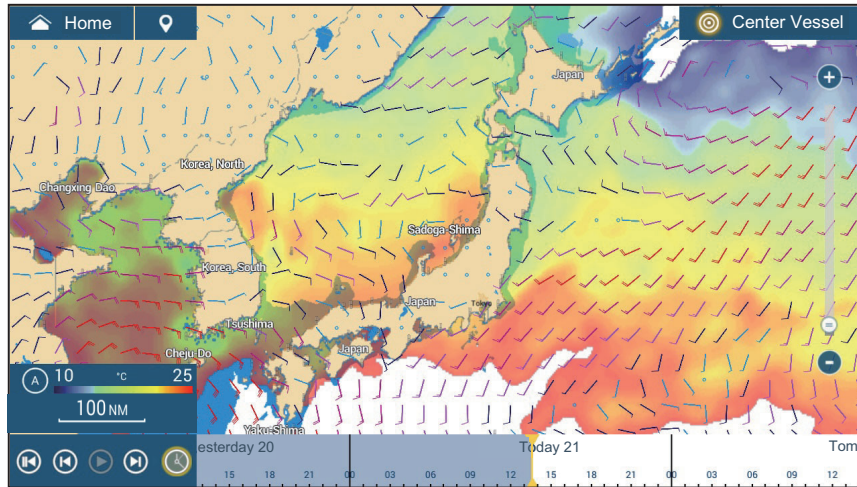 Home
Center Vessel
Japan
Korea, North
Changxing Dao
Sadoga Shima
Korea, South
Japan
Tokyo
Tsushima
Cheju Do
Japan
A 10 °C 25
100 NM
Yaku Shima
esterday 20 Today 21 Tom
15 18 21 00 03 06 09 12 15 18 21 00 03 06 09 12